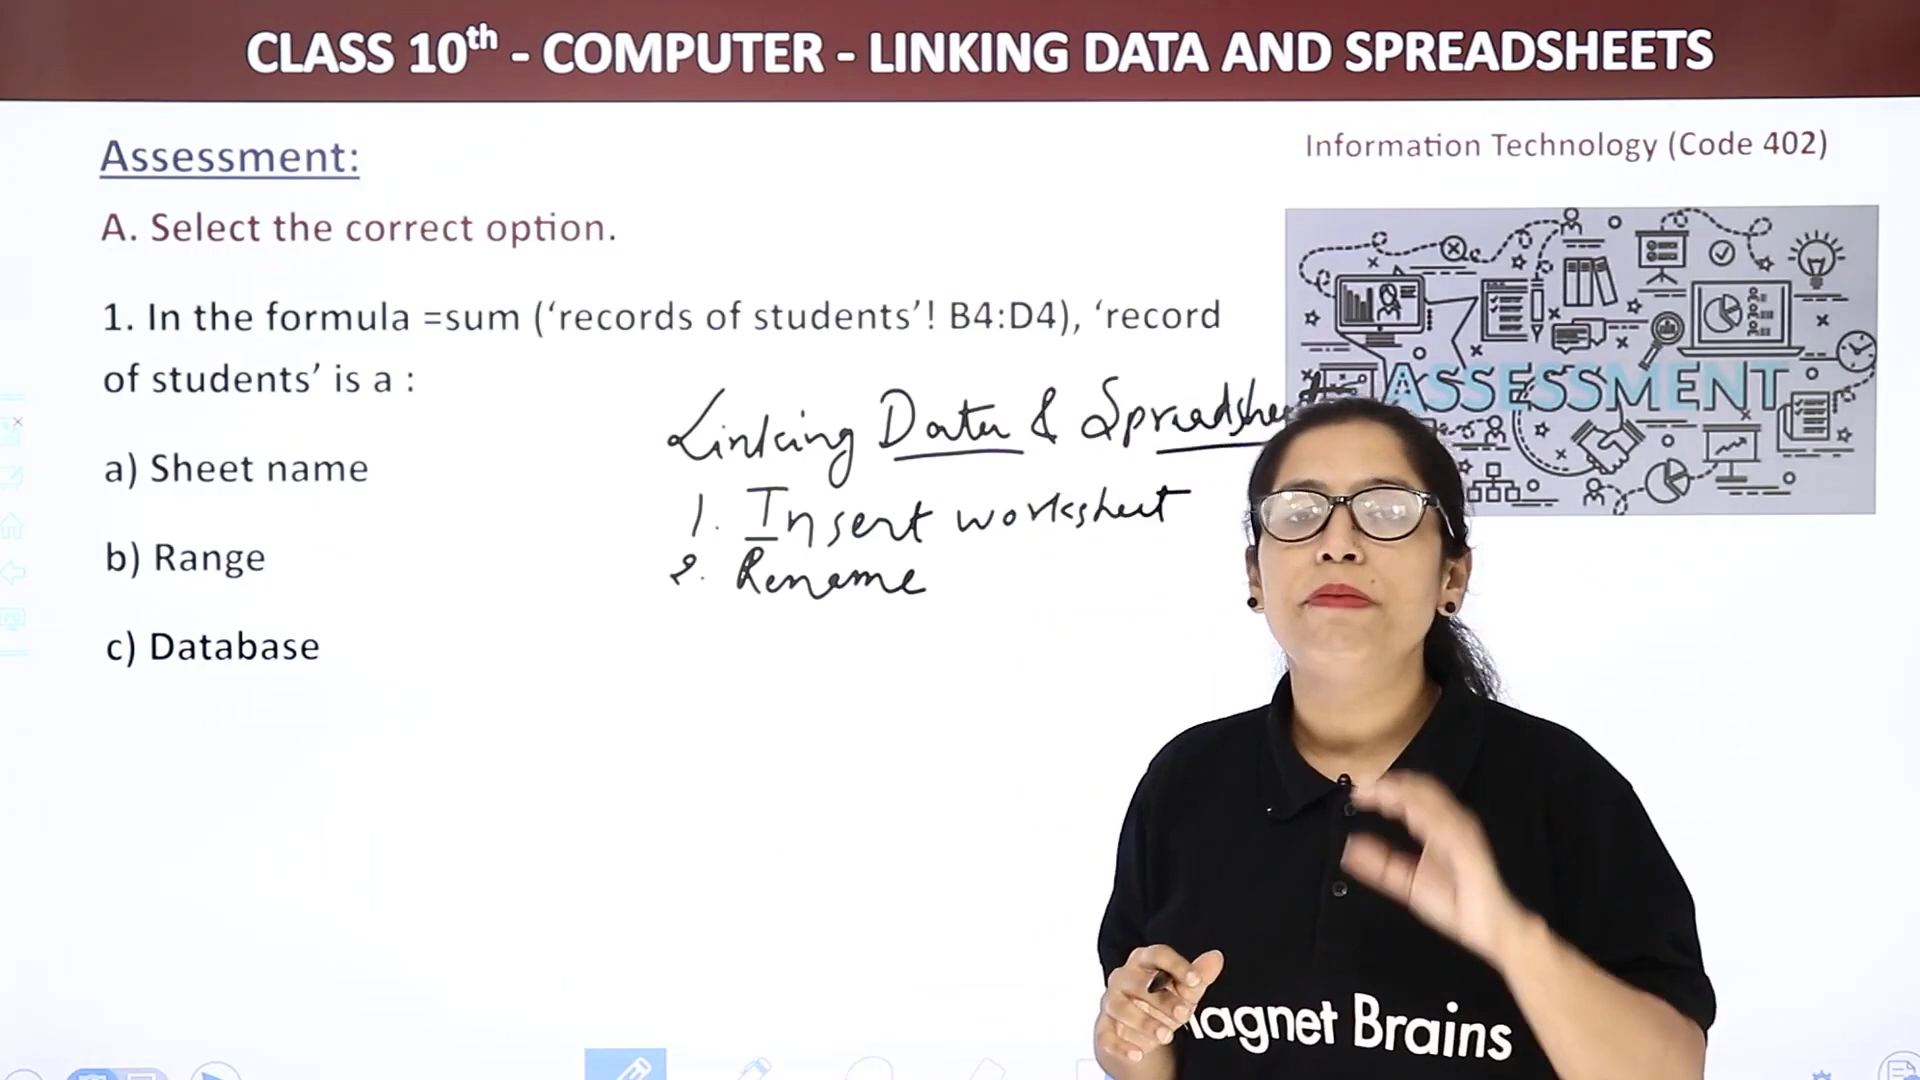 CLASS 10th - COMPUTER - LINKING DATA AND SPREADSHEETS
Assessment:
Information Technology (Code 402)
A. Select the correct option.
1. In the formula =sum (‘records of students’! B4:D4), ‘record
of students’ is a :
ASSESSMENT
Linking Data & Spreadsheet
a) Sheet name
1. Insert worksheet
b) Range
2. Rename
c) Database
agnet Brains